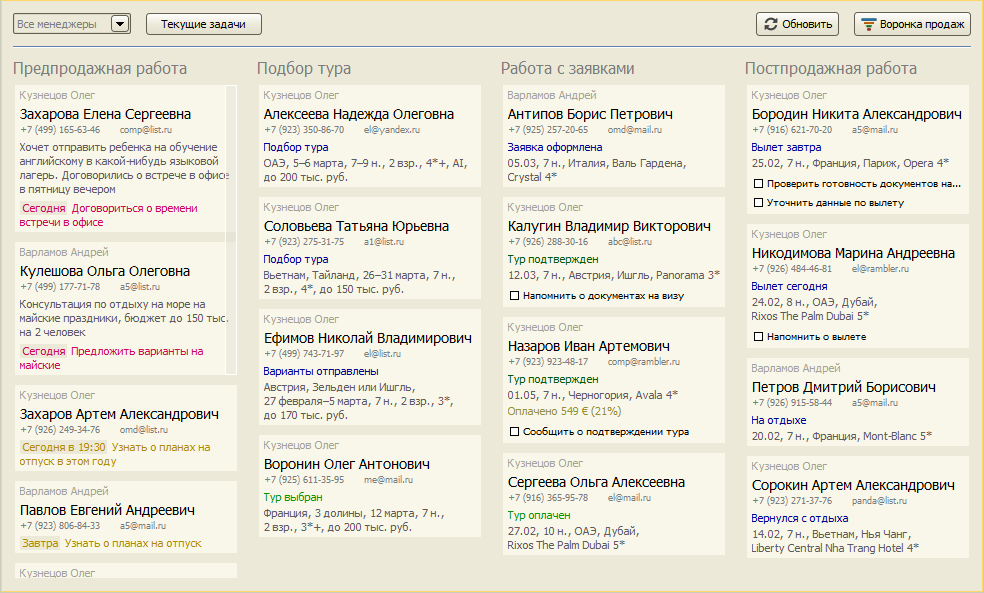 Все менеджеры
Текущие задачи
Обновить
Воронка продаж
Предпродажная работа
Кузнецов Олег
Захарова Елена Сергеевна
+7 (499) 165-63-46 comp@list.ru
Хочет отправить ребенка на обучение
английскому в какой-нибудь языковой
лагерь. Договорились о встрече в офисе
в пятницу вечером
Сегодня Договориться о времени
встречи в офисе
Варламов Андрей
Кулешова Ольга Олеговна
+7 (499) 177-71-78 a5@list.ru
Консультация по отдыху на море на
майские праздники, бюджет до 150 тыс.
на 2 человек
Сегодня Предложить варианты на
майские
Кузнецов Олег
Захаров Артем Александрович
+7 (926) 249-34-76 omd@list.ru
Сегодня в 19:30 Узнать о планах на
отпуск в этом году
Варламов Андрей
Павлов Евгений Андреевич
+7 (923) 806-84-33 a5@mail.ru
Завтра Узнать о планах на отпуск
Кузнецов Олег
Подбор тура
Кузнецов Олег
Алексеева Надежда Олеговна
+7 (923) 350-86-70 el@yandex.ru
Подбор тура
ОАЭ, 5–6 марта, 7–9 н., 2 взр., 4*+, AI,
до 200 тыс. руб.
Кузнецов Олег
Соловьева Татьяна Юрьевна
+7 (923) 275-31-75 a1@list.ru
Подбор тура
Вьетнам, Тайланд, 26–31 марта, 7 н.,
2 взр., 4*, до 150 тыс. руб.
Кузнецов Олег
Ефимов Николай Владимирович
+7 (499) 743-71-97 el@list.ru
Варианты отправлены
Австрия, Зельден или Ишгль,
27 февраля–5 марта, 7 н., 2 взр., 3*,
до 170 тыс. руб.
Кузнецов Олег
Воронин Олег Антонович
+7 (925) 611-35-95 me@mail.ru
Тур выбран
Франция, 3 долины, 12 марта, 7 н.,
2 взр., 3*+, до 200 тыс. руб.
Работа с заявками
Варламов Андрей
Антипов Борис Петрович
+7 (925) 257-20-65 omd@mail.ru
Заявка оформлена
05.03, 7 н., Италия, Валь Гардена,
Crystal 4*
Кузнецов Олег
Калугин Владимир Викторович
+7 (926) 288-30-16 abc@list.ru
Тур подтвержден
12.03, 7 н., Австрия, Ишгль, Panorama 3*
Напомнить о документах на визу
Кузнецов Олег
Назаров Иван Артемович
+7 (923) 923-48-17 comp@rambler.ru
Тур подтвержден
01.05, 7 н., Черногория, Avala 4*
Оплачено 549 € (21%)
Сообщить о подтверждении тура
Кузнецов Олег
Сергеева Ольга Алексеевна
+7 (916) 365-95-78 el@mail.ru
Тур оплачен
27.02, 10 н., ОАЭ, Дубай,
Rixos The Palm Dubai 5*
Постпродажная работа
Кузнецов Олег
Бородин Никита Александрович
+7 (916) 621-70-20 a5@mail.ru
Вылет завтра
25.02, 7 н., Франция, Париж, Opera 4*
Проверить готовность документов на...
Уточнить данные по вылету
Кузнецов Олег
Никодимова Марина Андреевна
+7 (926) 484-46-81 el@rambler.ru
Вылет сегодня
24.02, 8 н., ОАЭ, Дубай,
Rixos The Palm Dubai 5*
Напомнить о вылете
Варламов Андрей
Петров Дмитрий Борисович
+7 (926) 915-58-44 a5@mail.ru
На отдыхе
20.02, 7 н., Франция, Mont-Blanc 5*
Кузнецов Олег
Сорокин Артем Александрович
+7 (923) 271-37-76 panda@list.ru
Вернулся с отдыха
14.02, 7 н., Вьетнам, Нья Чанг,
Liberty Central Nha Trang Hotel 4*